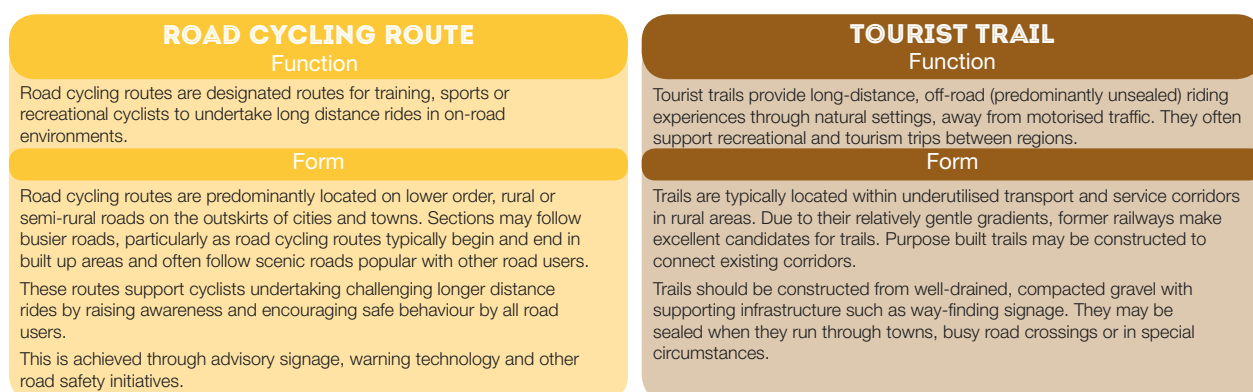 ROAD CYCLING ROUTE
Function
Road cycling routes are designated routes for training, sports or
recreational cyclists to undertake long distance rides in on-road
environments.
Form
Road cycling routes are predominantly located on lower order, rural or
semi-rural roads on the outskirts of cities and towns. Sections may follow
busier roads, particularly as road cycling routes typically begin and end in
built up areas and often follow scenic roads popular with other road users.
These routes support cyclists undertaking challenging longer distance
rides by raising awareness and encouraging safe behaviour by all road
users.
This is achieved through advisory signage, warning technology and other
road safety initiatives.
TOURIST TRAIL
Function
Tourist trails provide long-distance, off-road (predominantly unsealed) riding
experiences through natural settings, away from motorised traffic. They often
support recreational and tourism trips between regions.
Form
Trails are typically located within underutilised transport and service corridors
in rural areas. Due to their relatively gentle gradients, former railways make
excellent candidates for trails. Purpose built trails may be constructed to
connect existing corridors.
Trails should be constructed from well-drained, compacted gravel with
supporting infrastructure such as way-finding signage. They may be
sealed when they run through towns, busy road crossings or in special
circumstances.